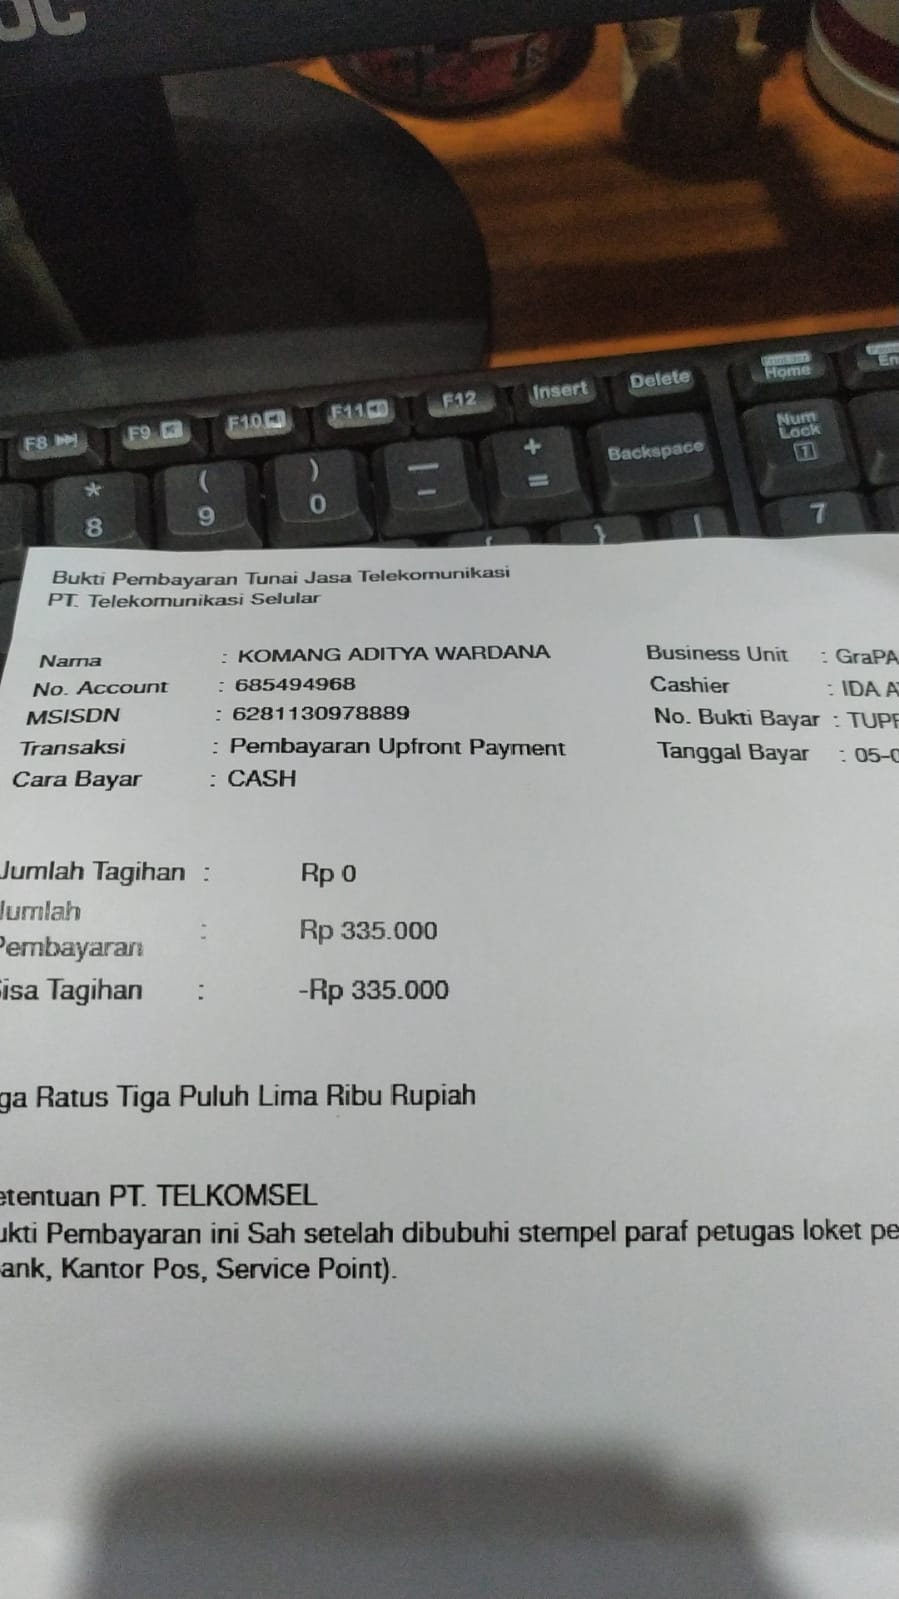 F8
F9
F10
F11
F12
Insert
Delete
Home
En
*
8
(
9
)
0
—
-
+
=
Backspace
Num
Lock
1
7
}
Bukti Pembayaran Tunai Jasa Telekomunikasi
PT. Telekomunikasi Selular
Nama : KOMANG ADITYA WARDANA Business Unit : GraPA
No. Account : 685494968 Cashier : IDA A
MSISDN : 6281130978889 No. Bukti Bayar : TUPR
Transaksi : Pembayaran Upfront Payment Tanggal Bayar : 05-0
Cara Bayar : CASH
Jumlah Tagihan : Rp 0
Jumlah
Pembayaran : Rp 335.000
Sisa Tagihan : -Rp 335.000
ga Ratus Tiga Puluh Lima Ribu Rupiah
etentuan PT. TELKOMSEL
ukti Pembayaran ini Sah setelah dibubuhi stempel paraf petugas loket pe
ank, Kantor Pos, Service Point).